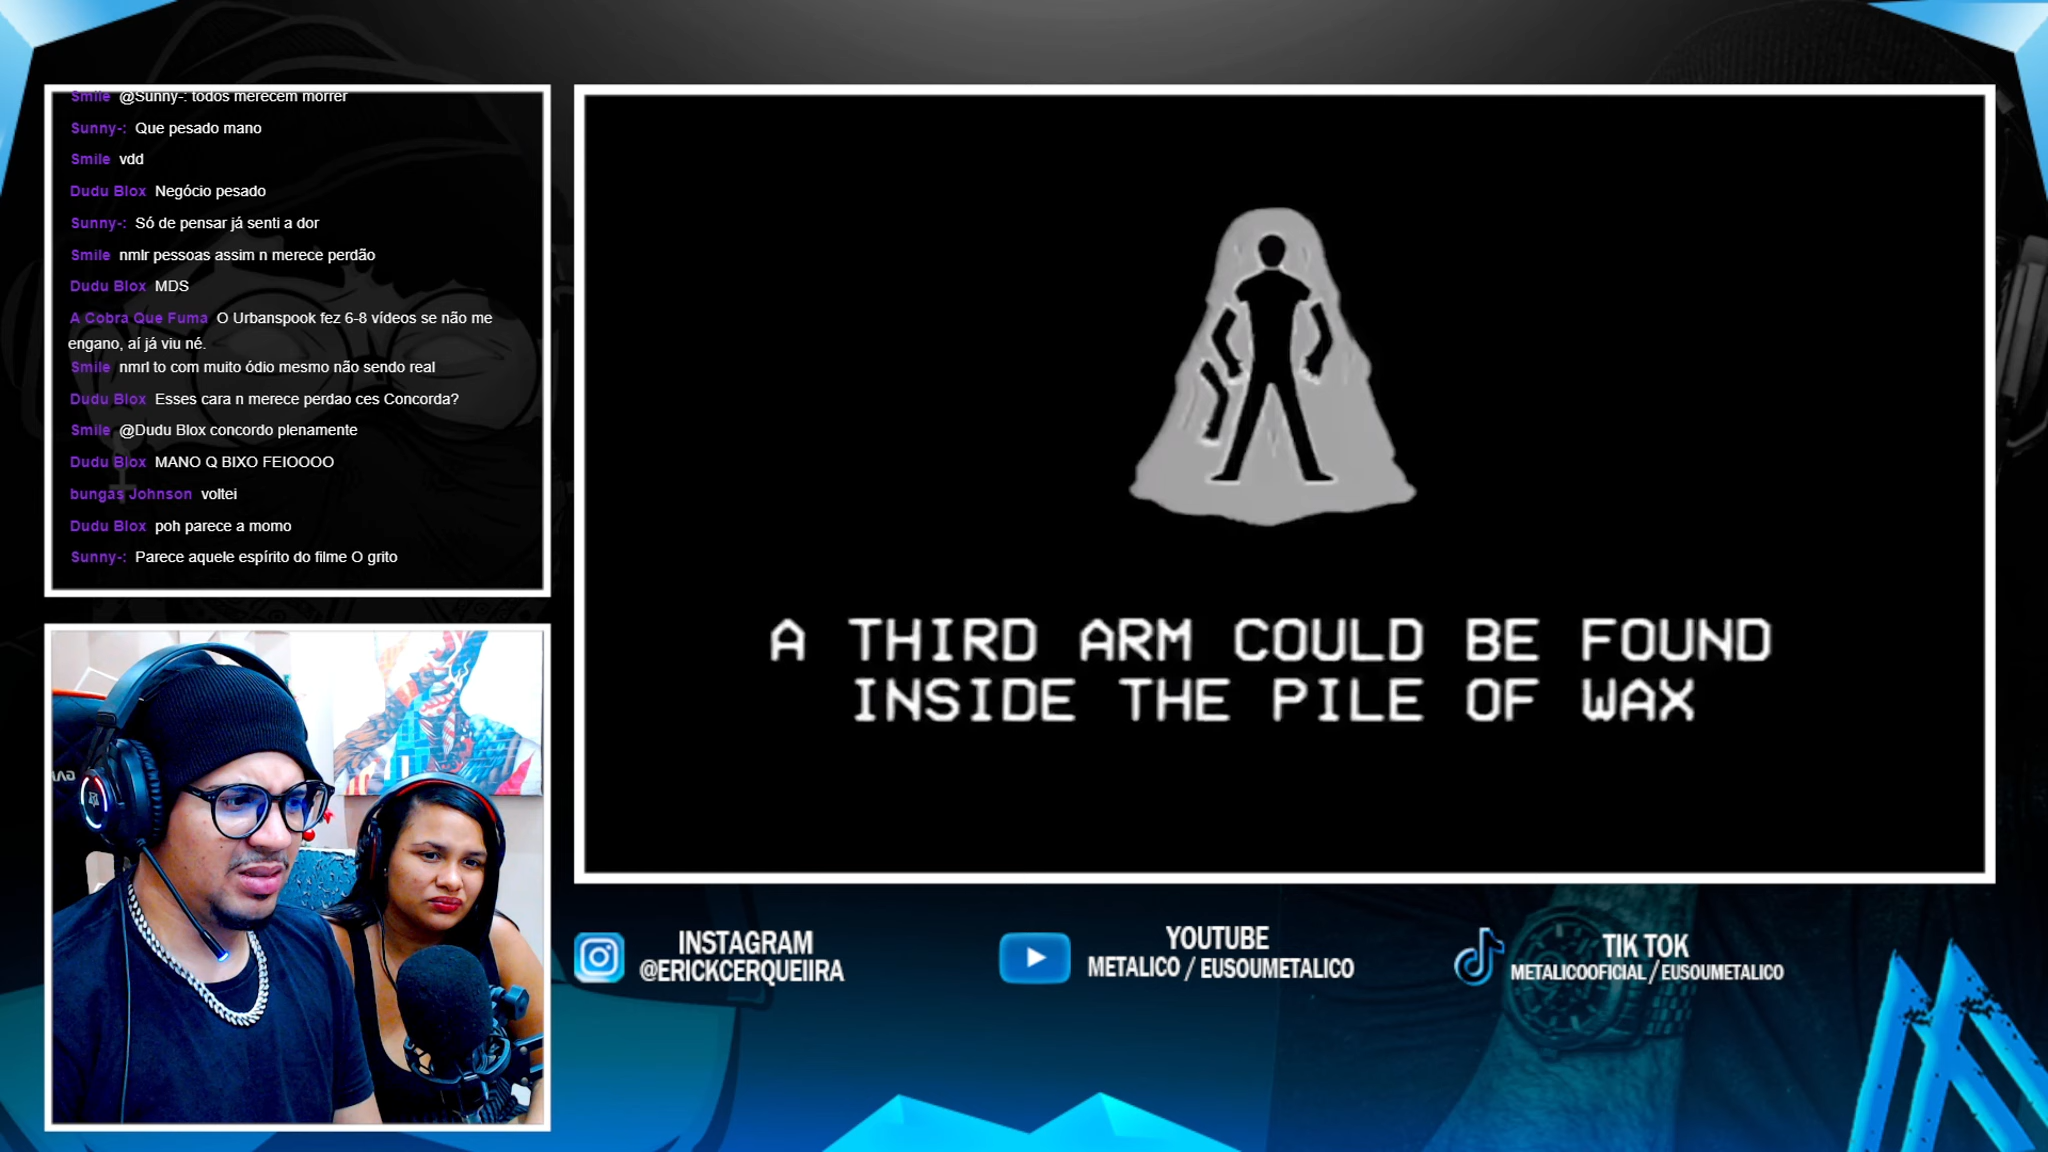 Smile @Sunny-: todos merecem morrer
Sunny-: Que pesado mano
Smile vdd
Dudu Blox Negócio pesado
Sunny-: Só de pensar já senti a dor
Smile nmlr pessoas assim n merece perdão
Dudu Blox MDS
A Cobra Que Fuma O Urbanspook fez 6-8 vídeos se não me
engano, aí já viu né.
Smile nmrl to com muito ódio mesmo não sendo real
Dudu Blox Esses cara n merece perdao ces Concorda?
Smile @Dudu Blox concordo plenamente
Dudu Blox MANO Q BIXO FEIOOOO
bungas Johnson voltei
Dudu Blox poh parece a momo
Sunny-: Parece aquele espírito do filme O grito
A THIRD ARM COULD BE FOUND
INSIDE THE PILE OF WAX
INSTAGRAM
@ERICKCERQUEIIRA
YOUTUBE
METALICO / EUSOUMETALICO
TIK TOK
METALICOOFICIAL / EUSOUMETALICO